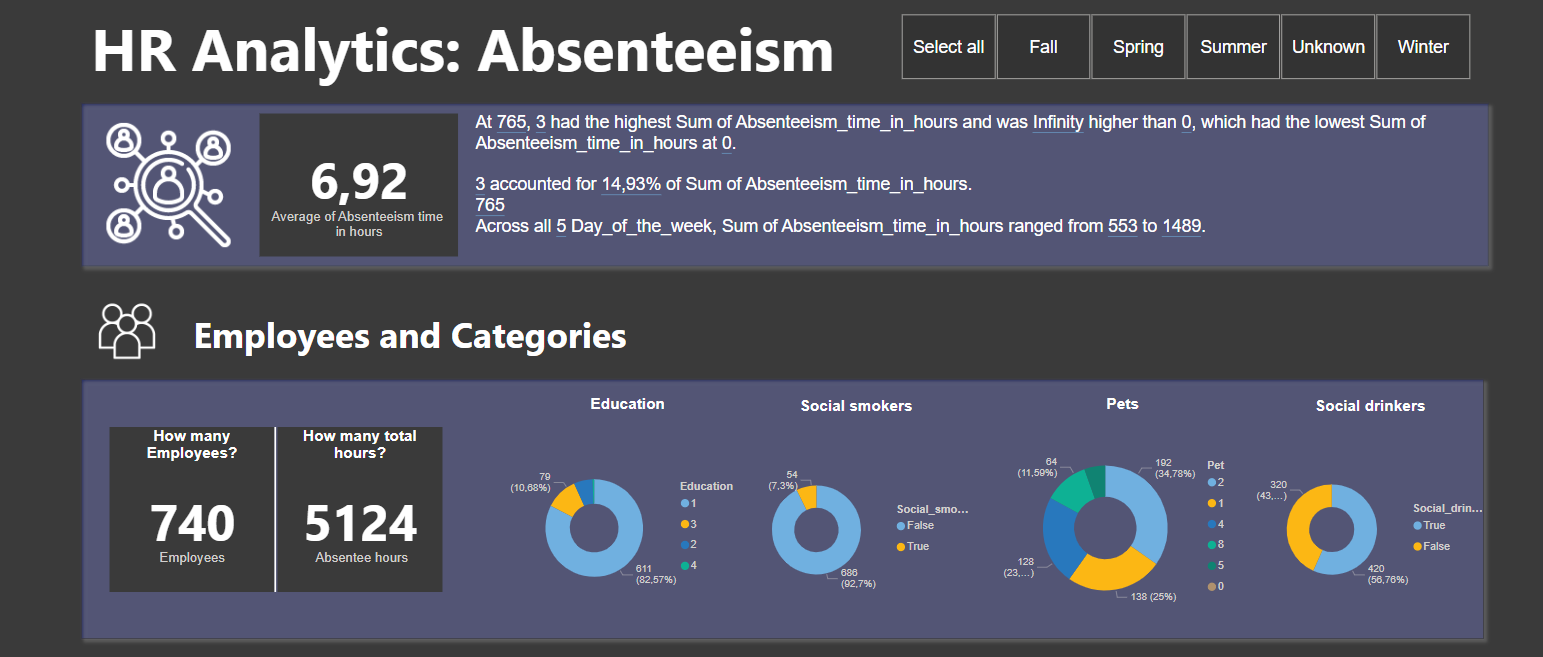 HR Analytics: Absenteeism
Select all
Fall
Spring
Summer
Unknown
Winter
6,92
Average of Absenteeism time
in hours
At 765, 3 had the highest Sum of Absenteeism_time_in_hours and was Infinity higher than 0, which had the lowest Sum of
Absenteeism_time_in_hours at 0.
3 accounted for 14,93% of Sum of Absenteeism_time_in_hours.
765
Across all 5 Day_of_the_week, Sum of Absenteeism_time_in_hours ranged from 553 to 1489.
Employees and Categories
How many
Employees?
740
Employees
How many total
hours?
5124
Absentee hours
Education
79
(10,68%)
611
(82,57%)
Education
1
3
2
4
Social smokers
54
(7,3%)
686
(92,7%)
Social_smo...
False
True
Pets
64
(11,59%)
192
(34,78%)
128
(23,...)
138 (25%)
Pet
2
1
4
8
5
0
Social drinkers
320
(43,...)
420
(56,76%)
Social_drin...
True
False